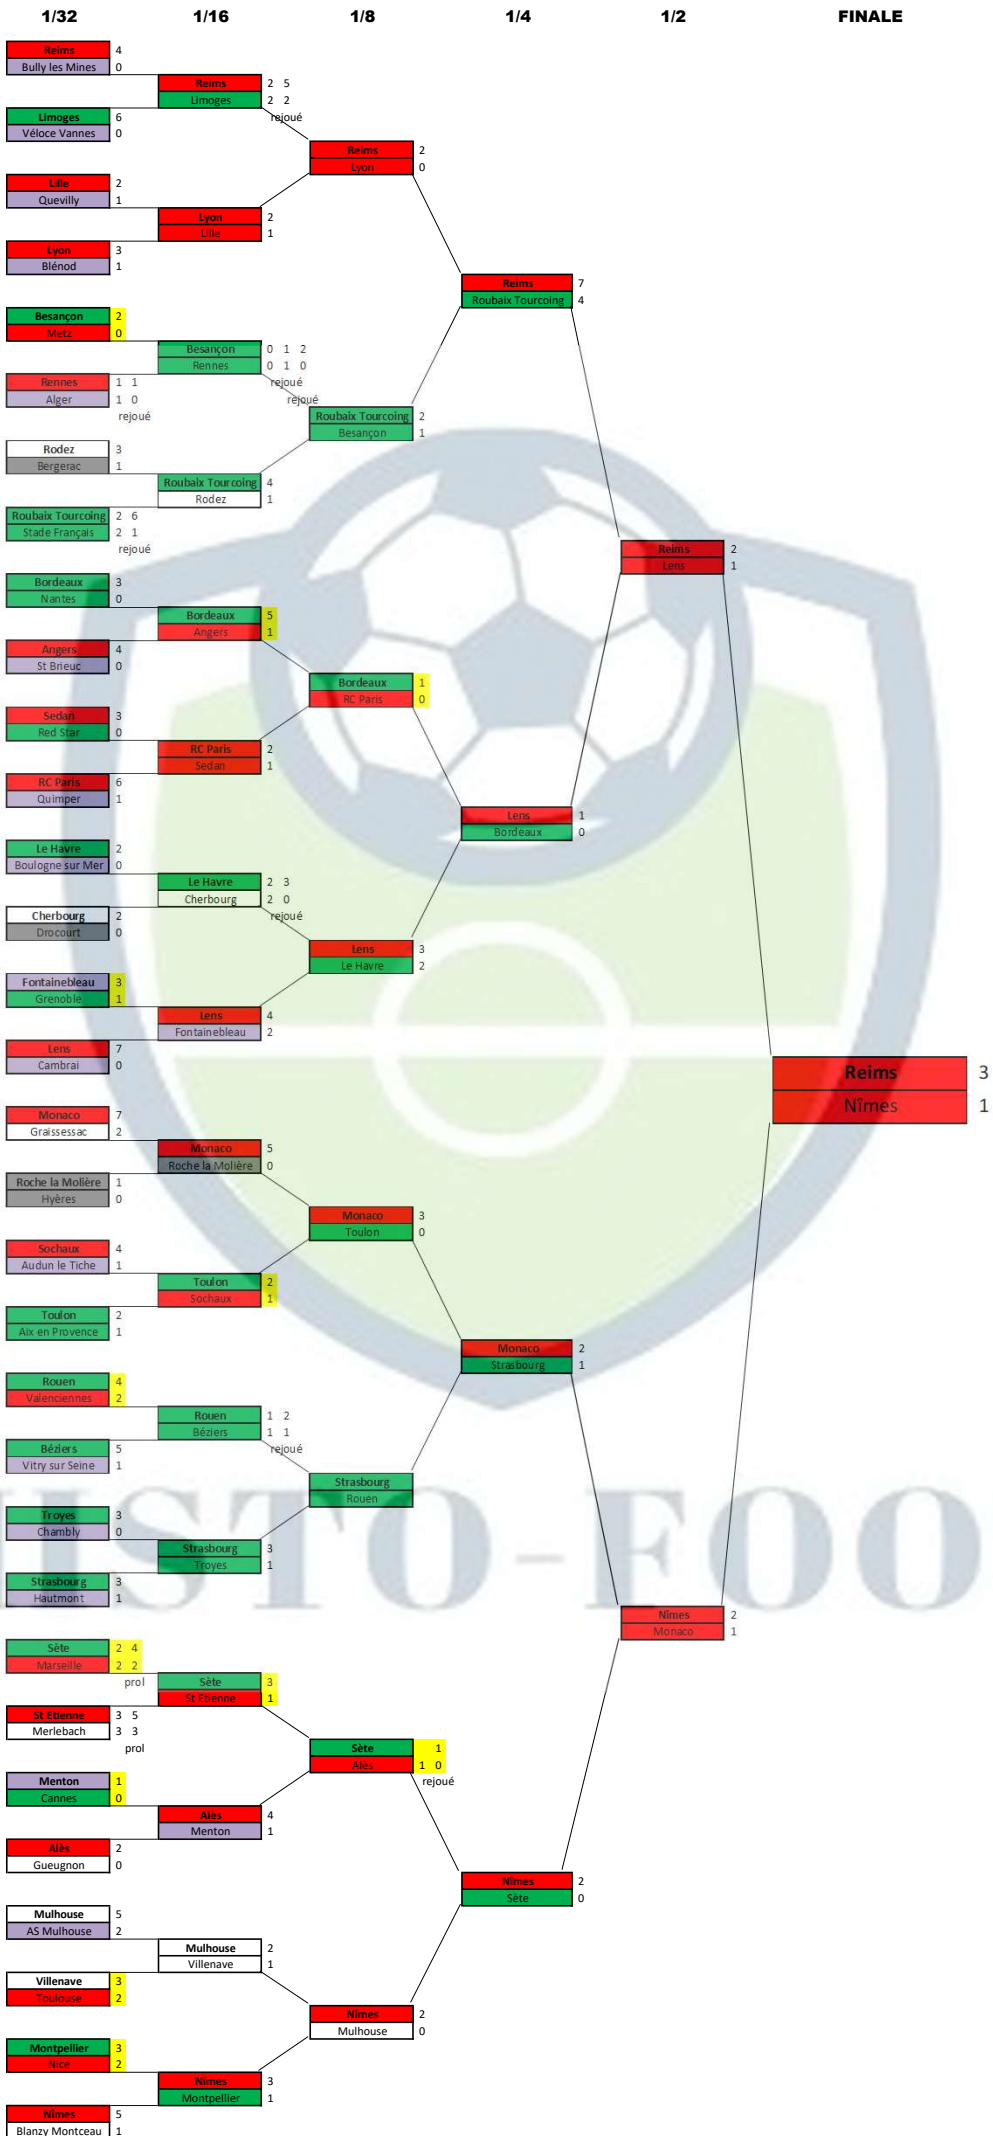 1/32 1/16 1/8 1/4 1/2 FINALE
Reims 4
Bully les Mines 0
Reims 2 5
Limoges 2 2
rejoué
Limoges 6
Véloce Vannes 0
Reims 2
Lyon 0
Lille 2
Quevilly 1
Lyon 2
Lille 1
Lyon 3
Blénod 1
Reims 7
Roubaix Tourcoing 4
Besançon 2
Metz 0
Besançon 0 1 2
Rennes 0 1 0
rejoué
rejoué
Rennes 1 1
Alger 1 0
rejoué
Roubaix Tourcoing 2
Besançon 1
Rodez 3
Bergerac 1
Roubaix Tourcoing 4
Rodez 1
Roubaix Tourcoing 2 6
Stade Français 2 1
rejoué
Reims 2
Lens 1
Bordeaux 3
Nantes 0
Bordeaux 5
Angers 1
Angers 4
St Brieuc 0
Bordeaux 1
RC Paris 0
Sedan 3
Red Star 0
RC Paris 2
Sedan 1
RC Paris 6
Quimper 1
Lens 1
Bordeaux 0
Le Havre 2
Boulogne sur Mer 0
Le Havre 2 3
Cherbourg 2 0
rejoué
Cherbourg 2
Drocourt 0
Lens 3
Le Havre 2
Fontainebleau 3
Grenoble 1
Lens 4
Fontainebleau 2
Lens 7
Cambrai 0
Reims 3
Nîmes 1
Monaco 7
Graissessac 2
Monaco 5
Roche la Molière 0
Roche la Molière 1
Hyères 0
Monaco 3
Toulon 0
Sochaux 4
Audun le Tiche 1
Toulon 2
Sochaux 1
Toulon 2
Aix en Provence 1
Monaco 2
Strasbourg 1
Rouen 4
Valenciennes 2
Rouen 1 2
Béziers 1 1
rejoué
Béziers 5
Vitry sur Seine 1
Strasbourg
Rouen
Troyes 3
Chambly 0
Strasbourg 3
Troyes 1
Strasbourg 3
Hautmont 1
HISTO-FOO
Nîmes 2
Monaco 1
Sète 2 4
Marseille 2 2
prol
Sète 3
St Etienne 1
St Etienne 3 5
Merlebach 3 3
prol
Sète 1
Alès 1 0
rejoué
Menton 1
Cannes 0
Alès 4
Menton 1
Alès 2
Gueugnon 0
Nîmes 2
Sète 0
Mulhouse 5
AS Mulhouse 2
Mulhouse 2
Villenave 1
Villenave 3
Toulouse 2
Nîmes 2
Mulhouse 0
Montpellier 3
Nice 2
Nîmes 3
Montpellier 1
Nîmes 5
Blanzy Montceau 1